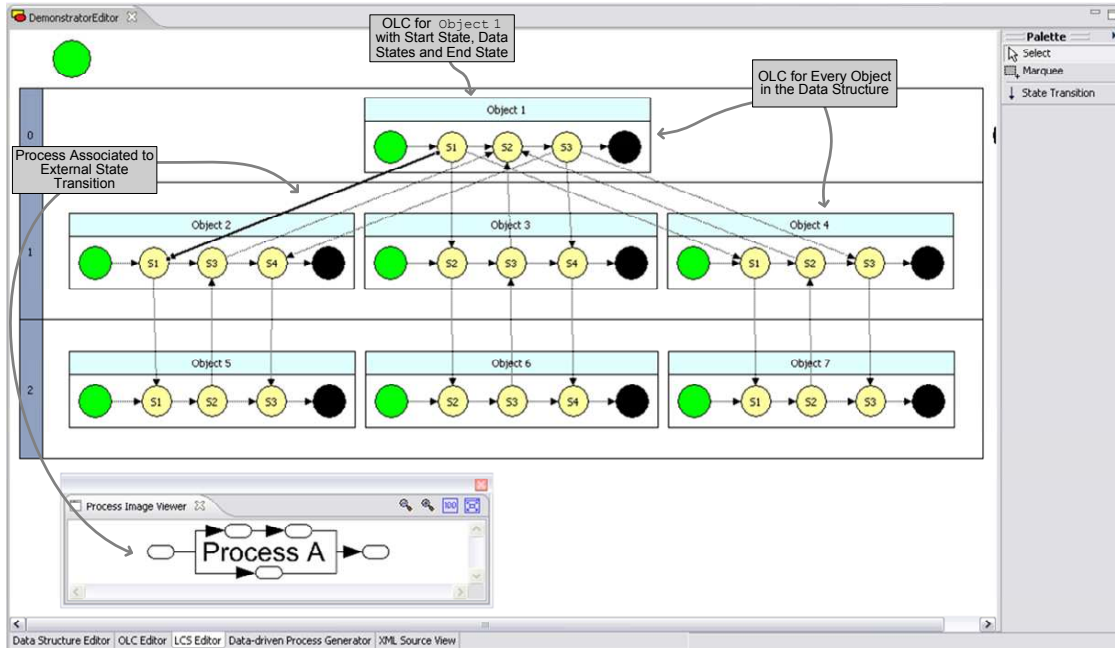 DemonstratorEditor
OLC for Object 1
with Start State, Data
States and End State
OLC for Every Object
in the Data Structure
Palette
Select
Marquee
State Transition
0
Object 1
S1 S2 S3
Process Associated to
External State
Transition
1
Object 2
S1 S3 S4
Object 3
S2 S3 S4
Object 4
S1 S2 S3
2
Object 5
S1 S2 S3
Object 6
S2 S3 S4
Object 7
S1 S2 S3
Process Image Viewer
100
Process A
Data Structure Editor OLC Editor LCS Editor Data-driven Process Generator XML Source View